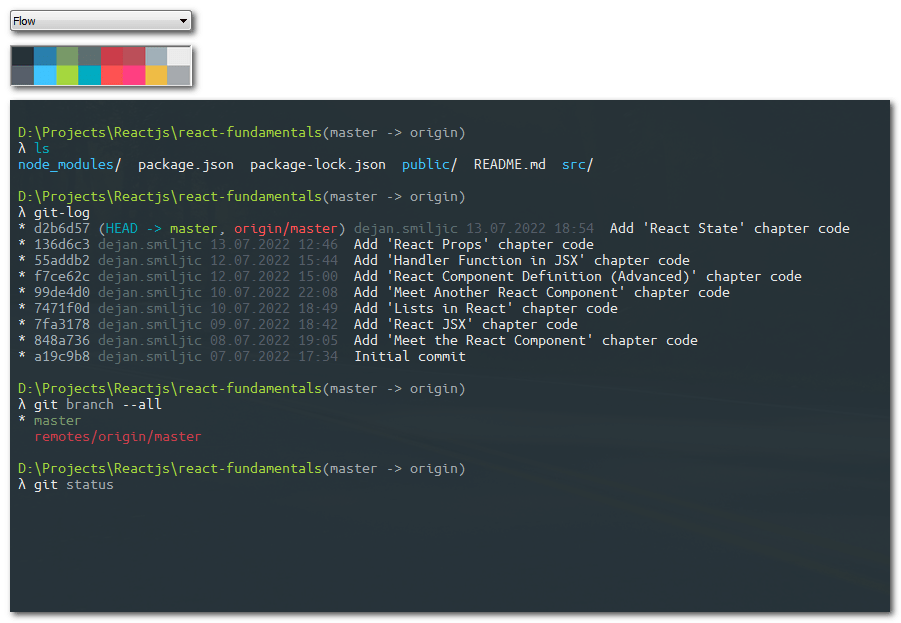 Flow
D:\Projects\Reactjs\react-fundamentals(master -> origin)
λ ls
node_modules/  package.json  package-lock.json  public/  README.md  src/
D:\Projects\Reactjs\react-fundamentals(master -> origin)
λ git-log
* d2b6d57 (HEAD -> master, origin/master) dejan.smiljic 13.07.2022 18:54  Add 'React State' chapter code
* 136d6c3 dejan.smiljic 13.07.2022 12:46  Add 'React Props' chapter code
* 55addb2 dejan.smiljic 12.07.2022 15:44  Add 'Handler Function in JSX' chapter code
* f7ce62c dejan.smiljic 12.07.2022 15:00  Add 'React Component Definition (Advanced)' chapter code
* 99de4d0 dejan.smiljic 10.07.2022 22:08  Add 'Meet Another React Component' chapter code
* 7471f0d dejan.smiljic 10.07.2022 18:49  Add 'Lists in React' chapter code
* 7fa3178 dejan.smiljic 09.07.2022 18:42  Add 'React JSX' chapter code
* 848a736 dejan.smiljic 08.07.2022 19:05  Add 'Meet the React Component' chapter code
* a19c9b8 dejan.smiljic 07.07.2022 17:34  Initial commit
D:\Projects\Reactjs\react-fundamentals(master -> origin)
λ git branch --all
* master
  remotes/origin/master
D:\Projects\Reactjs\react-fundamentals(master -> origin)
λ git status